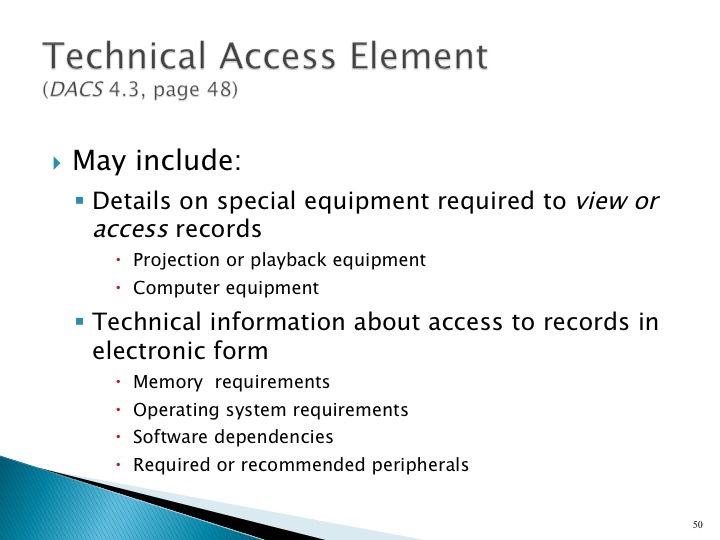 Technical Access Element
(DACS 4.3, page 48)
May include:
Details on special equipment required to view or
access records
Projection or playback equipment
Computer equipment
Technical information about access to records in
electronic form
Memory  requirements
Operating system requirements
Software dependencies
Required or recommended peripherals
50